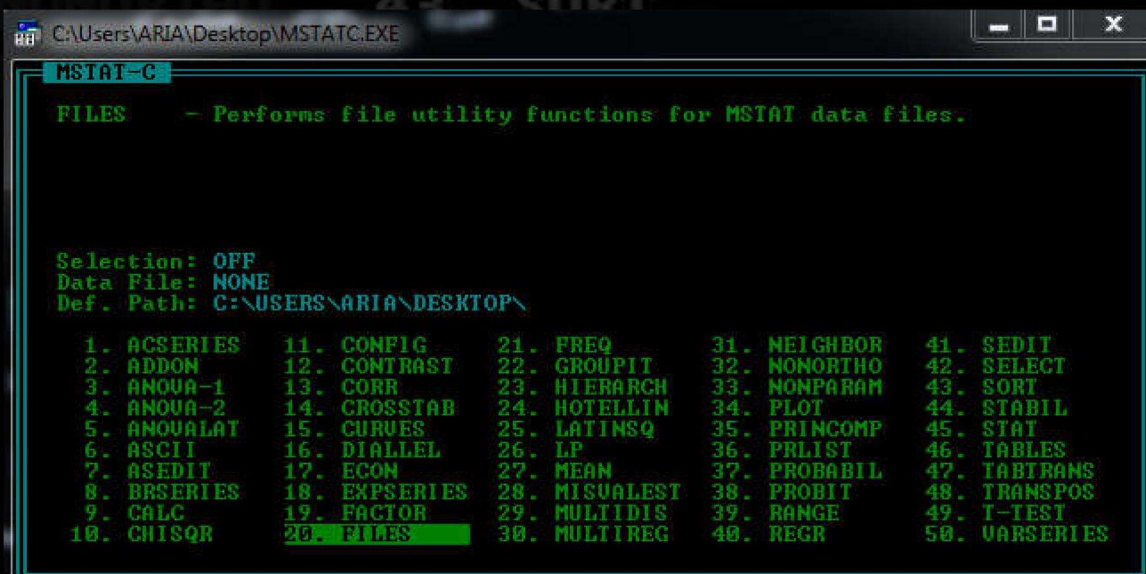 C:\Users\ARIA\Desktop\MSTATC.EXE
MSTAT-C
FILES - Performs file utility functions for MSTAT data files.
Selection: OFF
Data File: NONE
Def. Path: C:\USERS\ARIA\DESKTOP\
1. ACSERIES 11. CONFIG 21. FREQ 31. NEIGHBOR 41. SEDIT
2. ADDON 12. CONTRAST 22. GROUPIT 32. NONORTHO 42. SELECT
3. ANOVA-1 13. CORR 23. HIERARCH 33. NONPARAM 43. SORT
4. ANOVA-2 14. CROSSTAB 24. HOTELLIN 34. PLOT 44. STABIL
5. ANOVALAT 15. CURVES 25. LATINSQ 35. PRINCOMP 45. STAT
6. ASCII 16. DIALLEL 26. LP 36. PRLIST 46. TABLES
7. ASEDIT 17. ECON 27. MEAN 37. PROBABIL 47. TABTRANS
8. BRSERIES 18. EXPSERIES 28. MISVALEST 38. PROBIT 48. TRANSPOS
9. CALC 19. FACTOR 29. MULTIDIS 39. RANGE 49. T-TEST
10. CHISQR 20. FILES 30. MULTIREG 40. REGR 50. VARSERIES